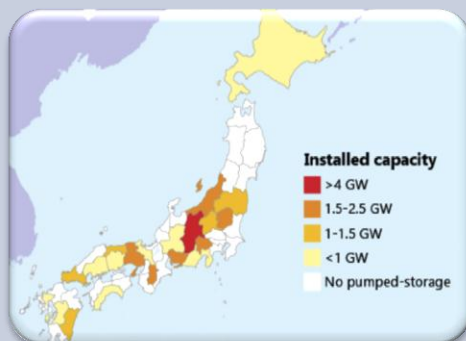 Installed capacity
>4 GW
1.5-2.5 GW
1-1.5 GW
<1 GW
No pumped-storage